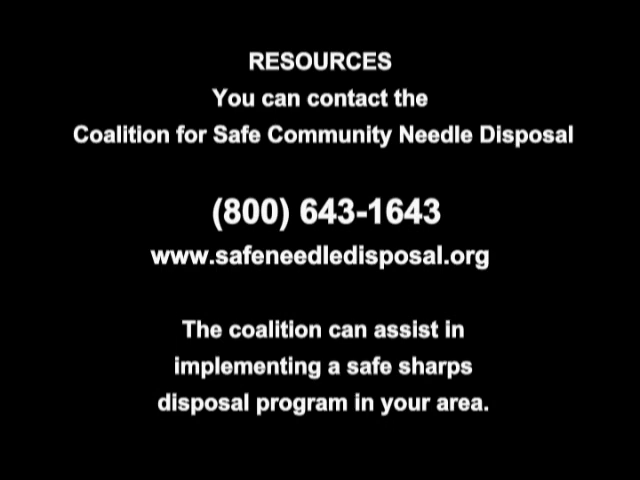 RESOURCES
You can contact the
Coalition for Safe Community Needle Disposal
(800) 643-1643
www.safeneedledisposal.org
The coalition can assist in
implementing a safe sharps
disposal program in your area.